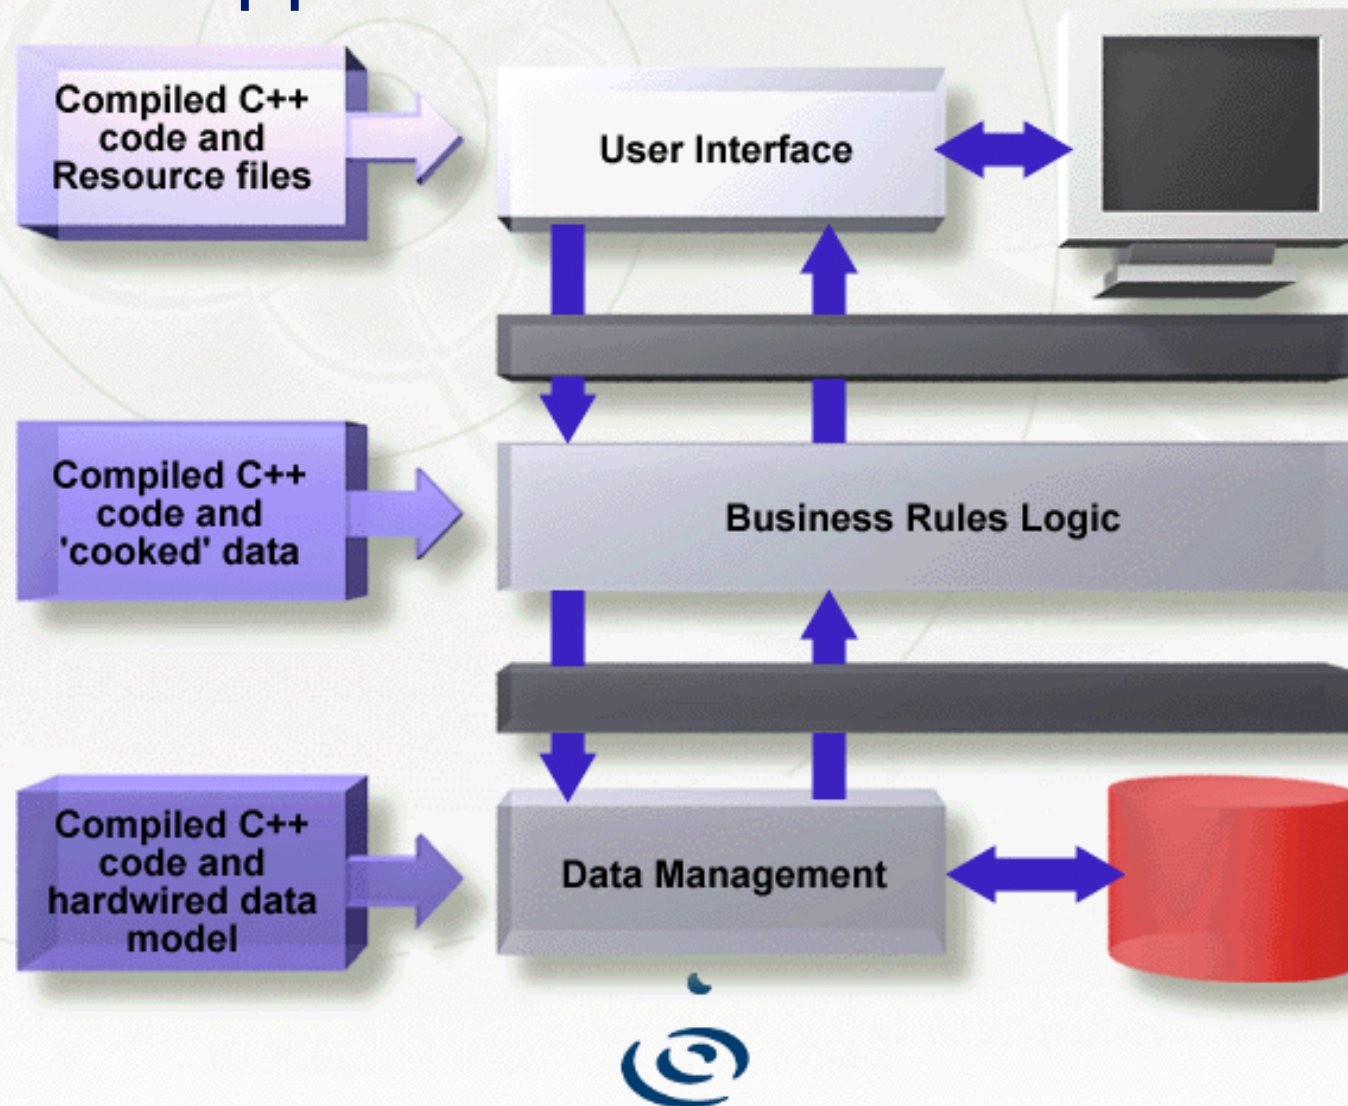 Compiled C++
code and
Resource files
User Interface
Compiled C++
code and
'cooked' data
Business Rules Logic
Compiled C++
code and
hardwired data
model
Data Management